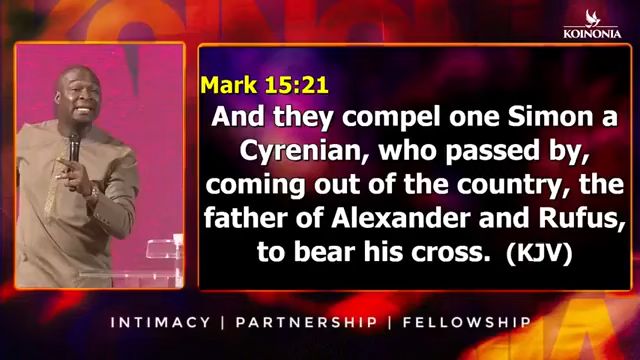 KOINONIA
Mark 15:21
And they compel one Simon a
Cyrenian, who passed by,
coming out of the country, the
father of Alexander and Rufus,
to bear his cross. (KJV)
INTIMACY | PARTNERSHIP | FELLOWSHIP